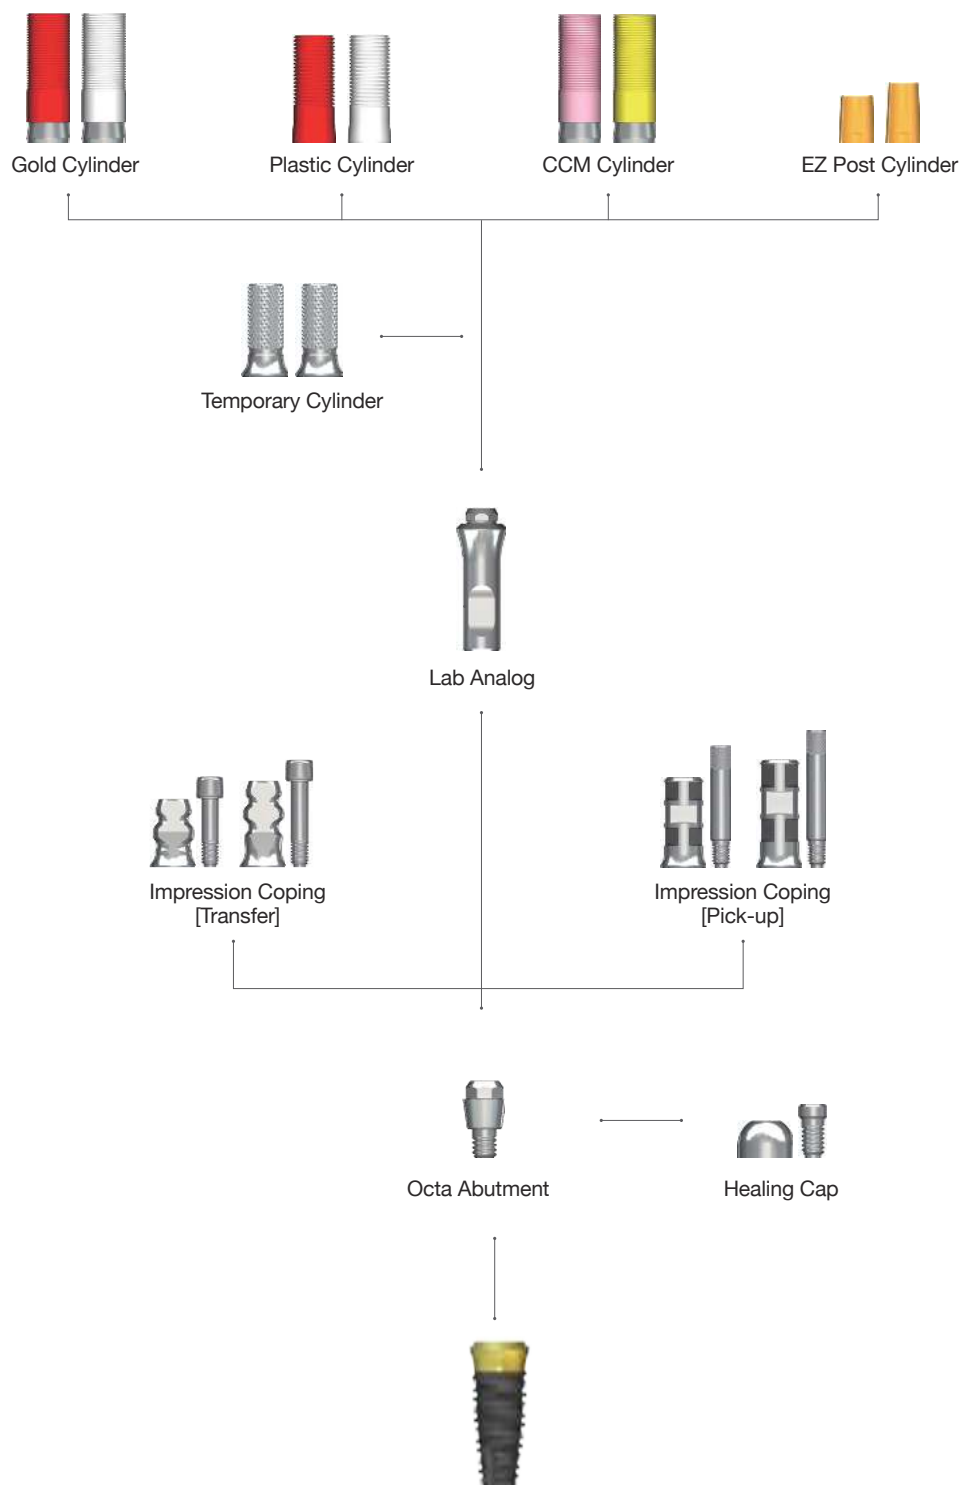 Gold Cylinder
Plastic Cylinder
CCM Cylinder
EZ Post Cylinder
Temporary Cylinder
Lab Analog
Impression Coping
[Transfer]
Impression Coping
[Pick-up]
Octa Abutment
Healing Cap